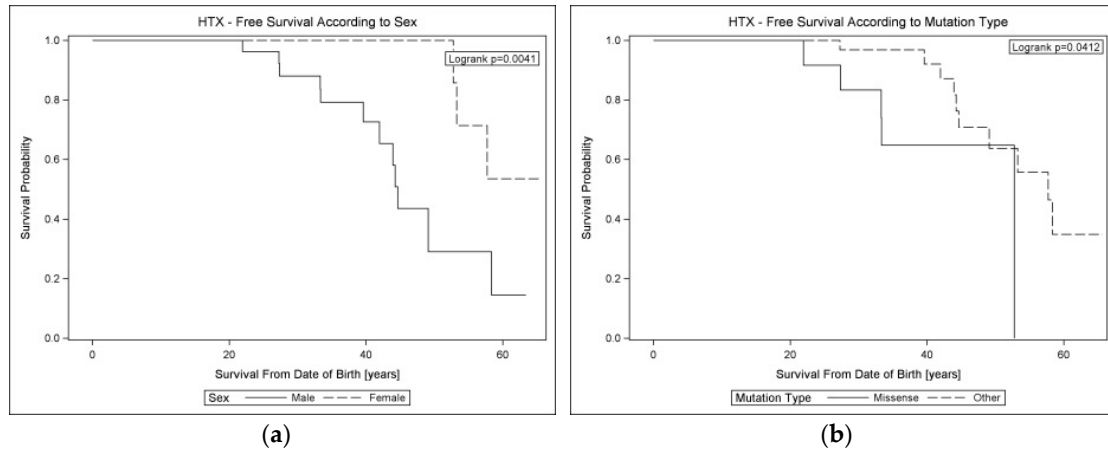 HTX - Free Survival According to Sex
Logrank p=0.0041
Survival Probability
1.0
0.8
0.6
0.4
0.2
0.0
0 20 40 60
Survival From Date of Birth [years]
Sex Male Female
(a)
HTX - Free Survival According to Mutation Type
Logrank p=0.0412
Survival Probability
1.0
0.8
0.6
0.4
0.2
0.0
0 20 40 60
Survival From Date of Birth [years]
Mutation Type Missense Other
(b)